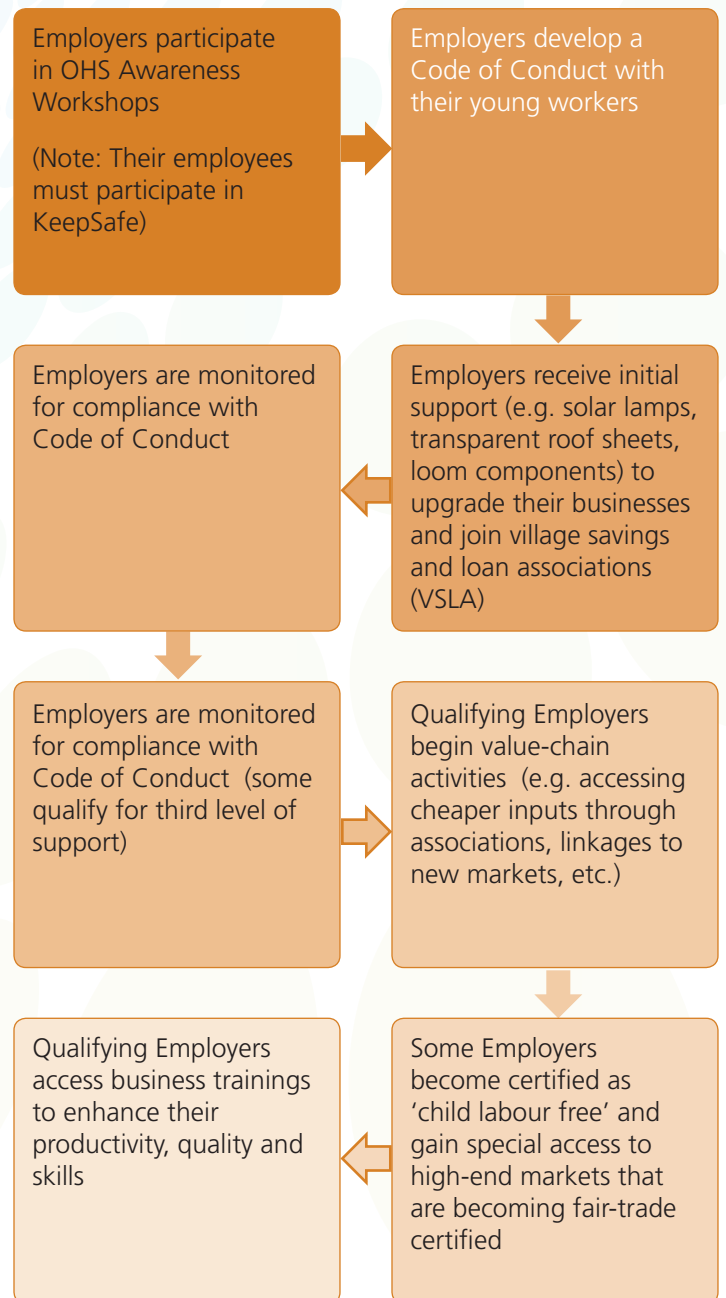 Employers participate
in OHS Awareness
Workshops
(Note: Their employees
must participate in
KeepSafe)
Employers develop a
Code of Conduct with
their young workers
Employers receive initial
support (e.g. solar lamps,
transparent roof sheets,
loom components) to
upgrade their businesses
and join village savings
and loan associations
(VSLA)
Employers are monitored
for compliance with
Code of Conduct
Employers are monitored
for compliance with
Code of Conduct  (some
qualify for third level of
support)
Qualifying Employers
begin value-chain
activities  (e.g. accessing
cheaper inputs through
associations, linkages to
new markets, etc.)
Some Employers
become certified as
‘child labour free’ and
gain special access to
high-end markets that
are becoming fair-trade
certified
Qualifying Employers
access business trainings
to enhance their
productivity, quality and
skills